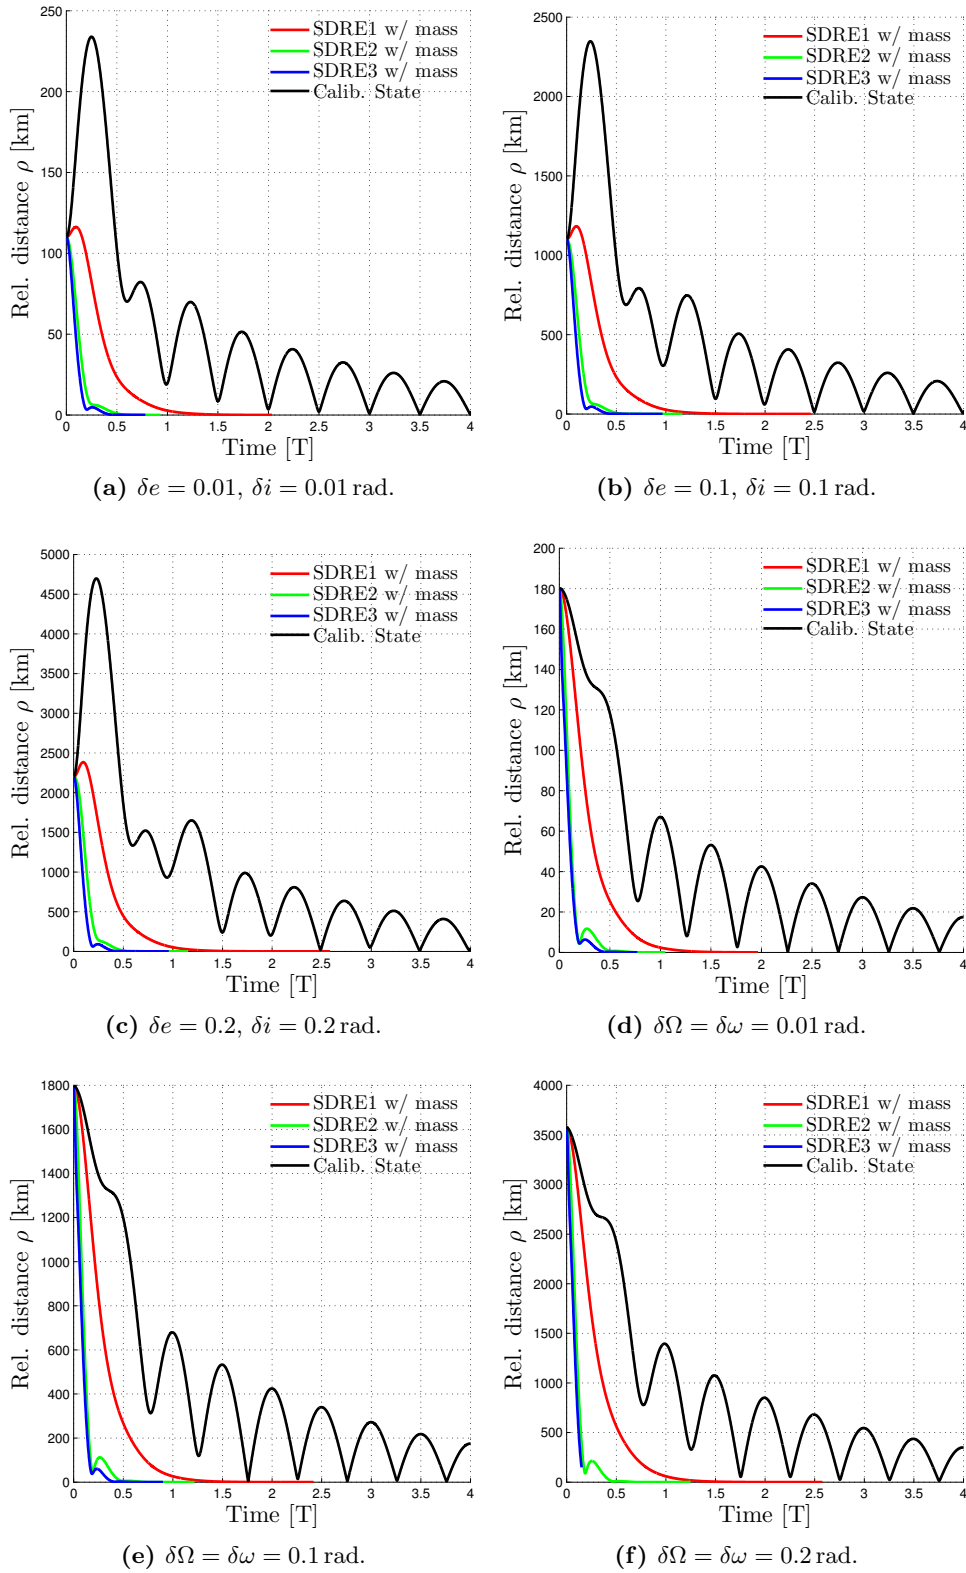 300
250
200
150
100
50
0
0 0.5 1 1.5 2 2.5 3 3.5 4
Rel. distance ρ [km]
Time [T]
SDRE1 w/ mass
SDRE2 w/ mass
SDRE3 w/ mass
Calib. State
(a) δe = 0.01, δi = 0.01 rad.
2500
2000
1500
1000
500
0
0 0.5 1 1.5 2 2.5 3 3.5 4
Rel. distance ρ [km]
Time [T]
SDRE1 w/ mass
SDRE2 w/ mass
SDRE3 w/ mass
Calib. State
(b) δe = 0.1, δi = 0.1 rad.
5000
4500
4000
3500
3000
2500
2000
1500
1000
500
0
0 0.5 1 1.5 2 2.5 3 3.5 4
Rel. distance ρ [km]
Time [T]
SDRE1 w/ mass
SDRE2 w/ mass
SDRE3 w/ mass
Calib. State
(c) δe = 0.2, δi = 0.2 rad.
200
180
160
140
120
100
80
60
40
20
0
0 0.5 1 1.5 2 2.5 3 3.5 4
Rel. distance ρ [km]
Time [T]
SDRE1 w/ mass
SDRE2 w/ mass
SDRE3 w/ mass
Calib. State
(d) δΩ = δω = 0.01 rad.
1800
1600
1400
1200
1000
800
600
400
200
0
0 0.5 1 1.5 2 2.5 3 3.5 4
Rel. distance ρ [km]
Time [T]
SDRE1 w/ mass
SDRE2 w/ mass
SDRE3 w/ mass
Calib. State
(e) δΩ = δω = 0.1 rad.
4000
3500
3000
2500
2000
1500
1000
500
0
0 0.5 1 1.5 2 2.5 3 3.5 4
Rel. distance ρ [km]
Time [T]
SDRE1 w/ mass
SDRE2 w/ mass
SDRE3 w/ mass
Calib. State
(f) δΩ = δω = 0.2 rad.